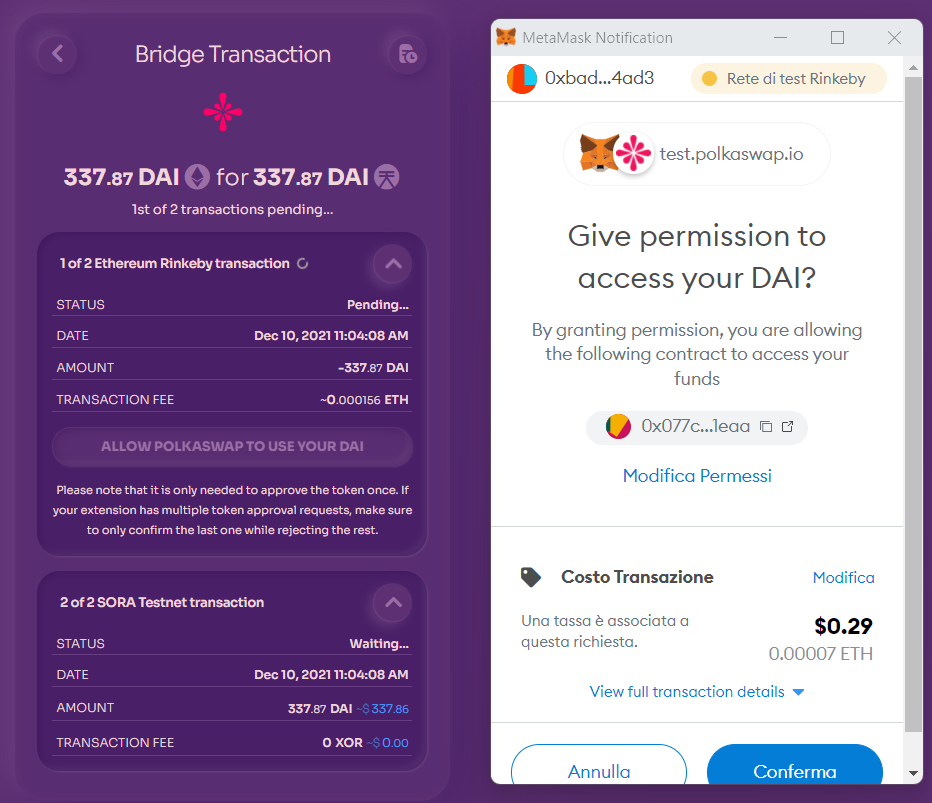 Bridge Transaction
337.87 DAI for 337.87 DAI
1st of 2 transactions pending...
1 of 2 Ethereum Rinkeby transaction
STATUS Pending...
DATE Dec 10, 2021 11:04:08 AM
AMOUNT -337.87 DAI
TRANSACTION FEE ~0.000156 ETH
ALLOW POLKASWAP TO USE YOUR DAI
Please note that it is only needed to approve the token once. If
your extension has multiple token approval requests, make sure
to only confirm the last one while rejecting the rest.
2 of 2 SORA Testnet transaction
STATUS Waiting...
DATE Dec 10, 2021 11:04:08 AM
AMOUNT 337.87 DAI ~$ 337.86
TRANSACTION FEE 0 XOR ~$ 0.00
MetaMask Notification
0xbad...4ad3 Rete di test Rinkeby
test.polkaswap.io
Give permission to
access your DAI?
By granting permission, you are allowing
the following contract to access your
funds
0x077c...1eaa
Modifica Permessi
Costo Transazione Modifica
Una tassa è associata a
questa richiesta.
$0.29
0.00007 ETH
View full transaction details
Annulla Conferma